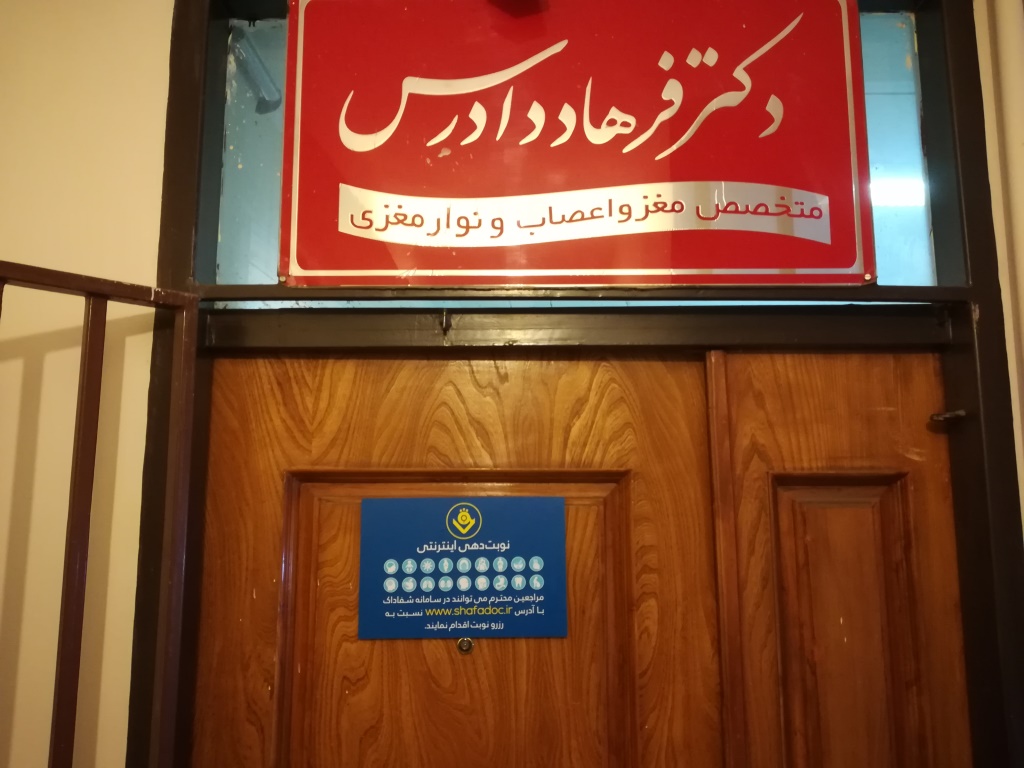 دکتر فرهاد دادرس
متخصص مغز و اعصاب و نوار مغزی
نوبت‌دهی اینترنتی
مراجعین محترم می توانند در سامانه شفاداک
با آدرس www.shafadoc.ir نسبت به
رزرو نوبت اقدام نمایند.